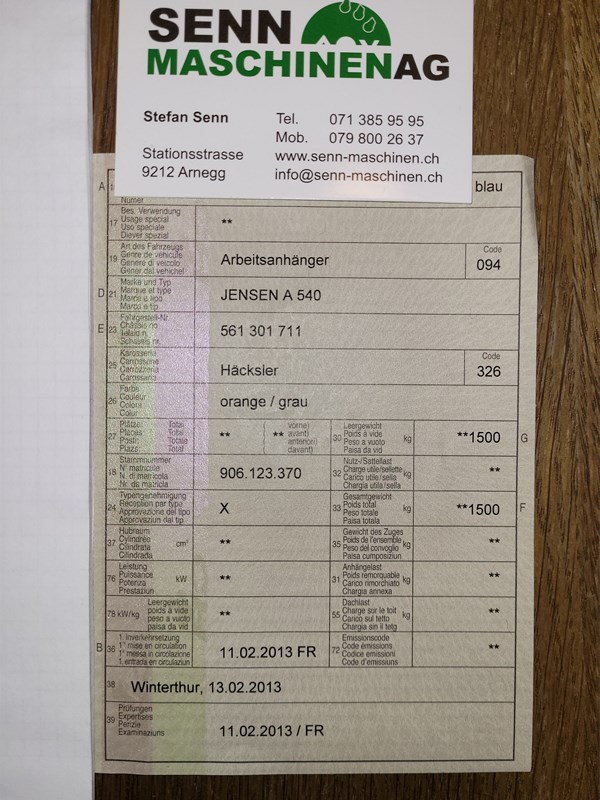 SENN
MASCHINENAG
Stefan Senn
Tel. 071 385 95 95
Mob. 079 800 26 37
Stationsstrasse
9212 Arnegg
www.senn-maschinen.ch
info@senn-maschinen.ch
A
blau
Numer
17 Bes. Verwendung
Usage spécial
Uso speciale
Diever spezial
**
19 Art des Fahrzeugs
Genre de véhicule
Genere di veicolo
Gener dal vehichel
Arbeitsanhänger
Code
094
D 21 Marke und Typ
Marque et type
Marca e tipo
Marca e tip
JENSEN A 540
E 23 Fahrgestell-Nr.
Châssis no
Telaio n.
Schassis nr.
561 301 711
25 Karosserie
Carrosserie
Carrozzeria
Carossaria
Häcksler
Code
326
26 Farbe
Couleur
Colore
Colur
orange / grau
27 Plätze: Total
Places: Total
Posti: Totale
Plazs: Total
**
** vorne)
avant)
anteriori)
davant)
30 Leergewicht
Poids à vide
Peso a vuoto
Paisa da vid
kg
**1500
G
18 Stammnummer
N° matricule
N. di matricola
Nr. da matricla
906.123.370
32 Nutz-/Sattellast
Charge utile/sellette
Carico utile/sella
Chargia utila/sella
kg
**
24 Typengenehmigung
Réception par type
Approvazione del tipo
Approvaziun dal tip
X
33 Gesamtgewicht
Poids total
Peso totale
Paisa totala
kg
**1500
F
37 Hubraum
Cylindrée
Cilindrata
Cilindrada
cm³
**
35 Gewicht des Zuges
Poids de l'ensemble
Peso del convoglio
Paisa cumposiziun
kg
**
76 Leistung
Puissance
Potenza
Prestaziun
kW
**
31 Anhängelast
Poids remorquable
Carico rimorchiato
Chargia annexa
kg
**
78 kW/kg Leergewicht
poids à vide
peso a vuoto
paisa da vid
**
55 Dachlast
Charge sur le toit
Carico sul tetto
Chargia sin il tetg
kg
**
B 36 1. Inverkehrsetzung
1re mise en circulation
1a messa in circolazione
1. entrada en circulaziun
11.02.2013 FR
72 Emissionscode
Code émissions
Codice emissioni
Code d'emissiuns
**
38 Winterthur, 13.02.2013
39 Prüfungen
Expertises
Perizie
Examinaziuns
11.02.2013 / FR